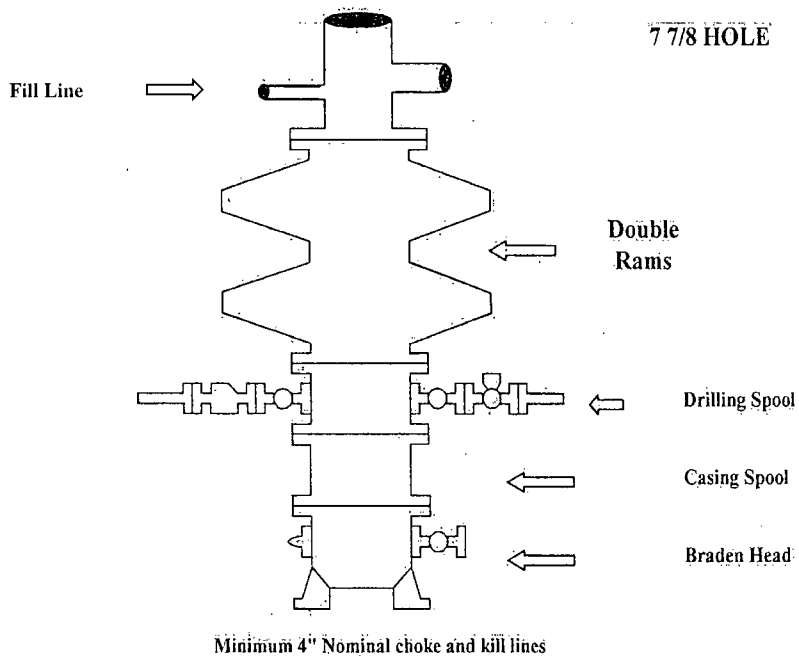 7 7/8 HOLE
Fill Line
Double
Rams
Drilling Spool
Casing Spool
Braden Head
Minimum 4" Nominal choke and kill lines